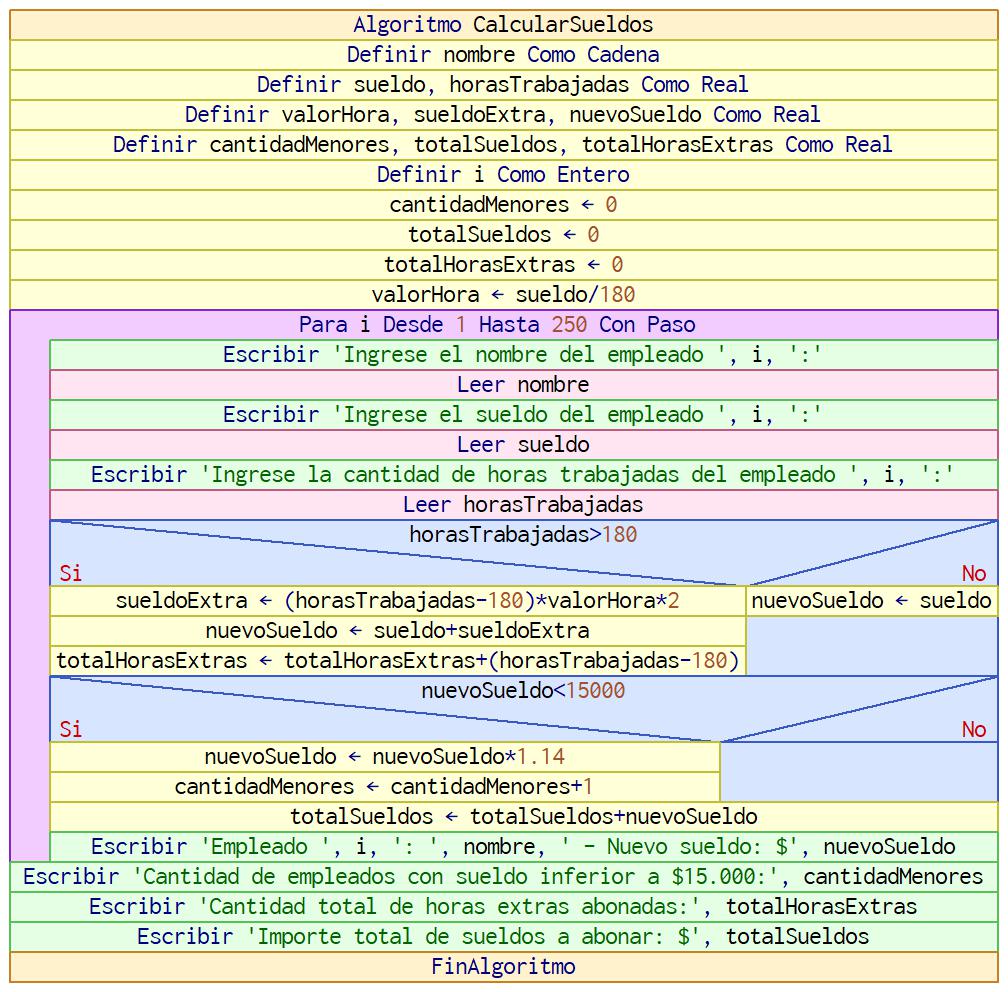 Algoritmo CalcularSueldos
Definir nombre Como Cadena
Definir sueldo, horasTrabajadas Como Real
Definir valorHora, sueldoExtra, nuevoSueldo Como Real
Definir cantidadMenores, totalSueldos, totalHorasExtras Como Real
Definir i Como Entero
cantidadMenores ← 0
totalSueldos ← 0
totalHorasExtras ← 0
valorHora ← sueldo/180
Para i Desde 1 Hasta 250 Con Paso
Escribir 'Ingrese el nombre del empleado ', i, ':'
Leer nombre
Escribir 'Ingrese el sueldo del empleado ', i, ':'
Leer sueldo
Escribir 'Ingrese la cantidad de horas trabajadas del empleado ', i, ':'
Leer horasTrabajadas
horasTrabajadas>180
Si No
sueldoExtra ← (horasTrabajadas-180)*valorHora*2 nuevoSueldo ← sueldo
nuevoSueldo ← sueldo+sueldoExtra
totalHorasExtras ← totalHorasExtras+(horasTrabajadas-180)
nuevoSueldo<15000
Si No
nuevoSueldo ← nuevoSueldo*1.14
cantidadMenores ← cantidadMenores+1
totalSueldos ← totalSueldos+nuevoSueldo
Escribir 'Empleado ', i, ': ', nombre, ' - Nuevo sueldo: $', nuevoSueldo
Escribir 'Cantidad de empleados con sueldo inferior a $15.000:', cantidadMenores
Escribir 'Cantidad total de horas extras abonadas:', totalHorasExtras
Escribir 'Importe total de sueldos a abonar: $', totalSueldos
FinAlgoritmo